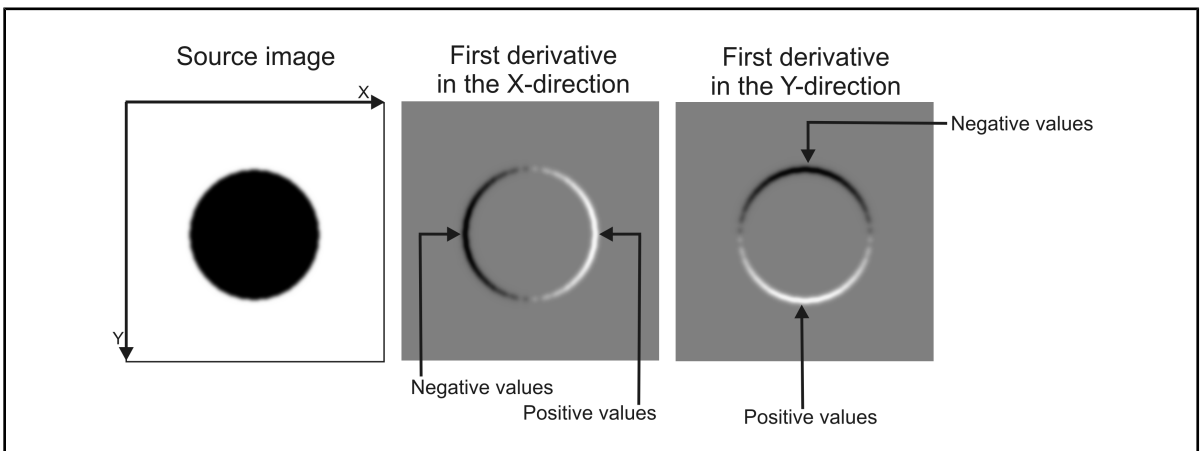 Source image
First derivative
in the X-direction
First derivative
in the Y-direction
X
Y
Negative values
Positive values
Negative values
Positive values